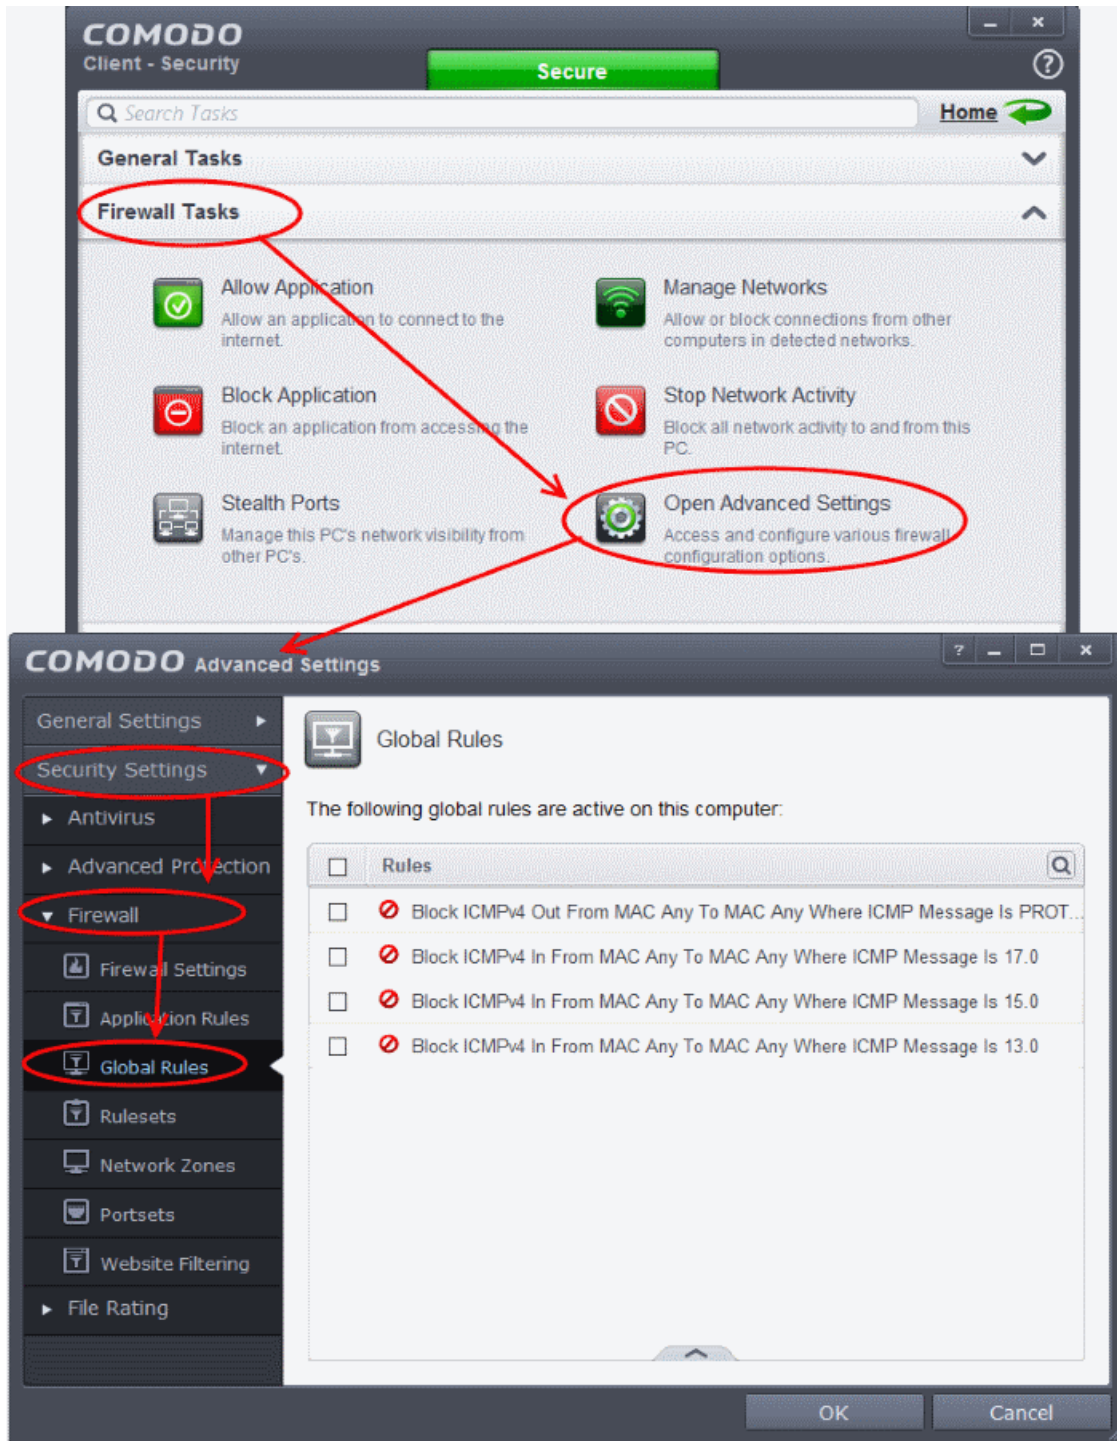 COMODO
Client - Security
Secure
Search Tasks
Home
General Tasks
Firewall Tasks
Allow Application
Allow an application to connect to the
internet.
Manage Networks
Allow or block connections from other
computers in detected networks.
Block Application
Block an application from accessing the
internet.
Stop Network Activity
Block all network activity to and from this
PC.
Stealth Ports
Manage this PC's network visibility from
other PC's.
Open Advanced Settings
Access and configure various firewall
configuration options.
COMODO Advanced Settings
General Settings
Security Settings
Antivirus
Advanced Protection
Firewall
Firewall Settings
Application Rules
Global Rules
Rulesets
Network Zones
Portsets
Website Filtering
File Rating
Global Rules
The following global rules are active on this computer:
Rules
Block ICMPv4 Out From MAC Any To MAC Any Where ICMP Message Is PROT...
Block ICMPv4 In From MAC Any To MAC Any Where ICMP Message Is 17.0
Block ICMPv4 In From MAC Any To MAC Any Where ICMP Message Is 15.0
Block ICMPv4 In From MAC Any To MAC Any Where ICMP Message Is 13.0
OK
Cancel